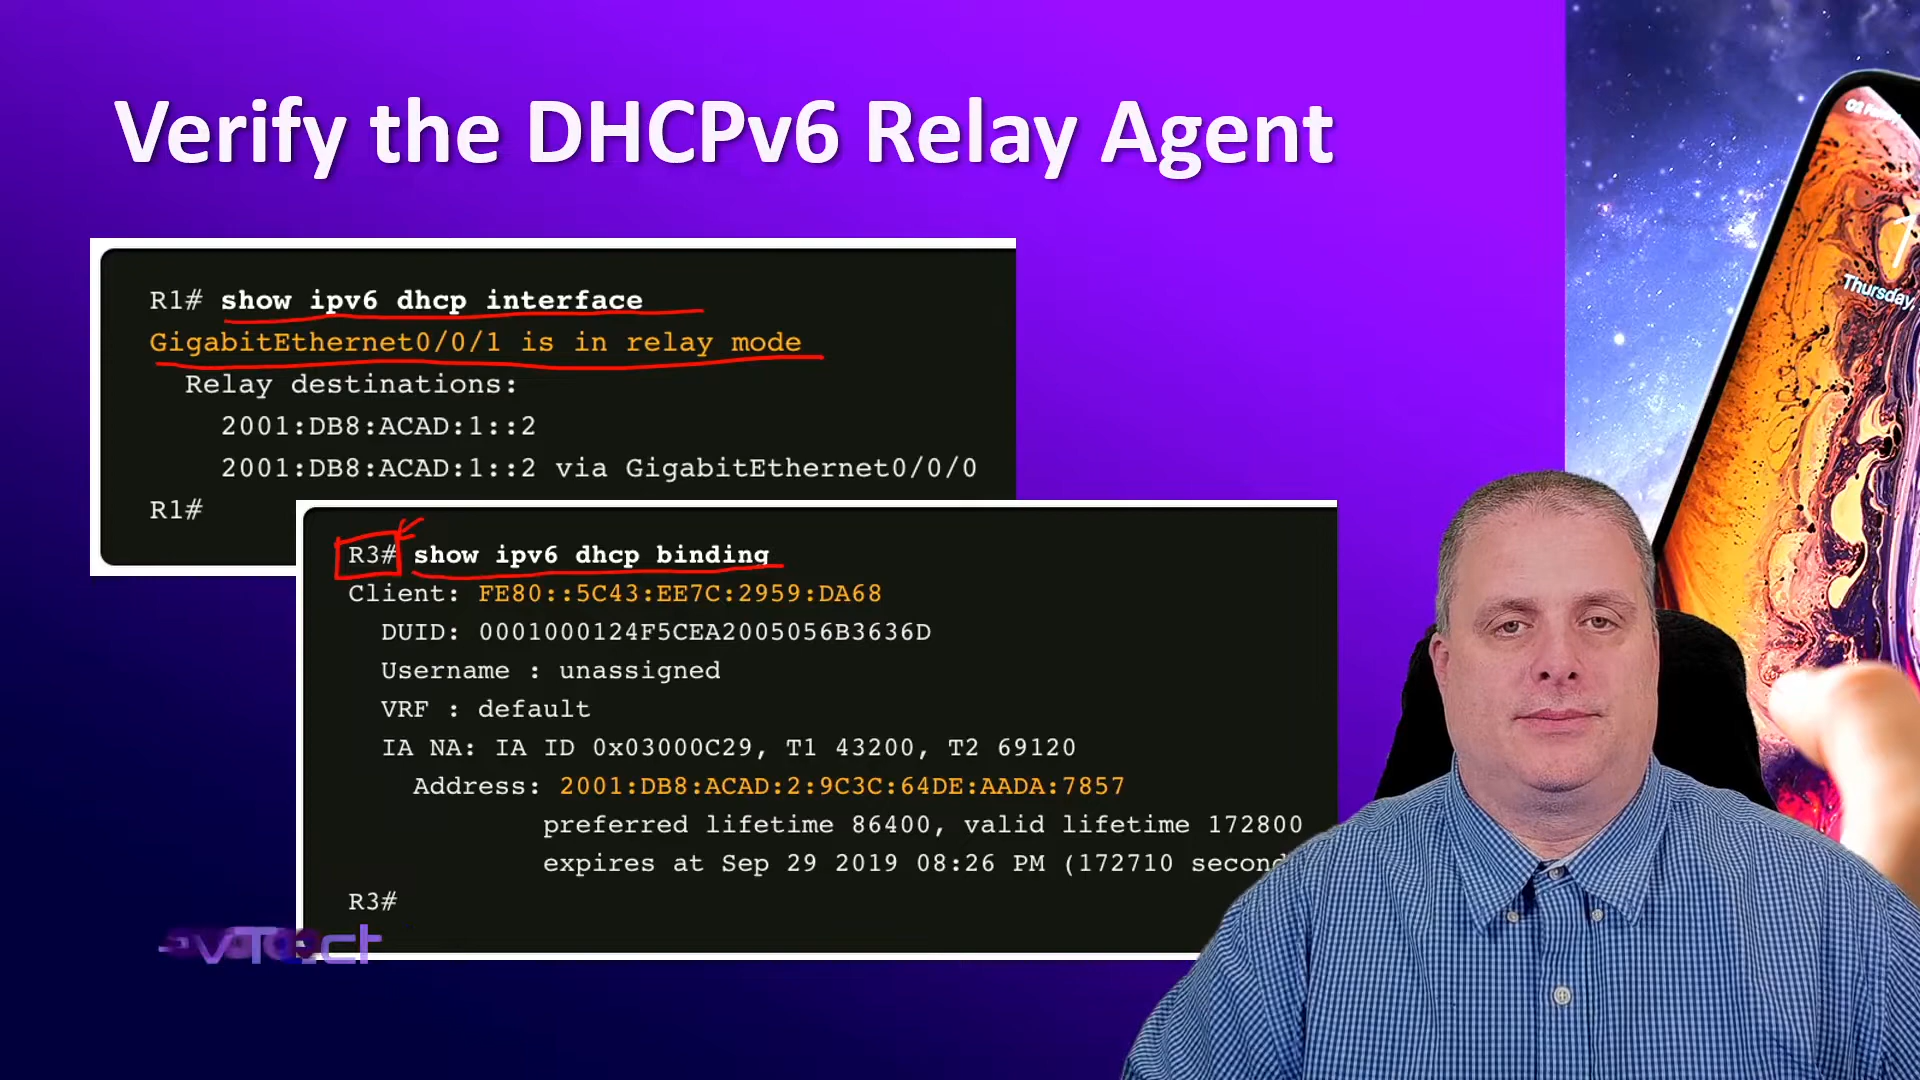 Verify the DHCPv6 Relay Agent
R1# show ipv6 dhcp interface
GigabitEthernet0/0/1 is in relay mode
Relay destinations:
2001:DB8:ACAD:1::2
2001:DB8:ACAD:1::2 via GigabitEthernet0/0/0
R1#
R3# show ipv6 dhcp binding
Client: FE80::5C43:EE7C:2959:DA68
DUID: 0001000124F5CEA2005056B3636D
Username : unassigned
VRF : default
IA NA: IA ID 0x03000C29, T1 43200, T2 69120
Address: 2001:DB8:ACAD:2:9C3C:64DE:AADA:7857
preferred lifetime 86400, valid lifetime 172800
expires at Sep 29 2019 08:26 PM (172710
R3#
Thursday,